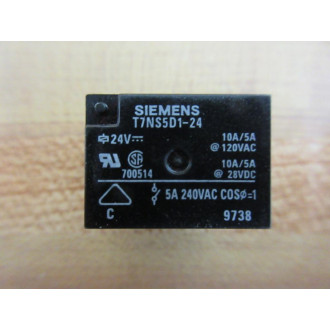 SIEMENS
T7NS5D1-24
24V⎓ 10A/5A
@ 120VAC
700514 10A/5A
@ 28VDC
5A 240VAC COSø=1
C 9738